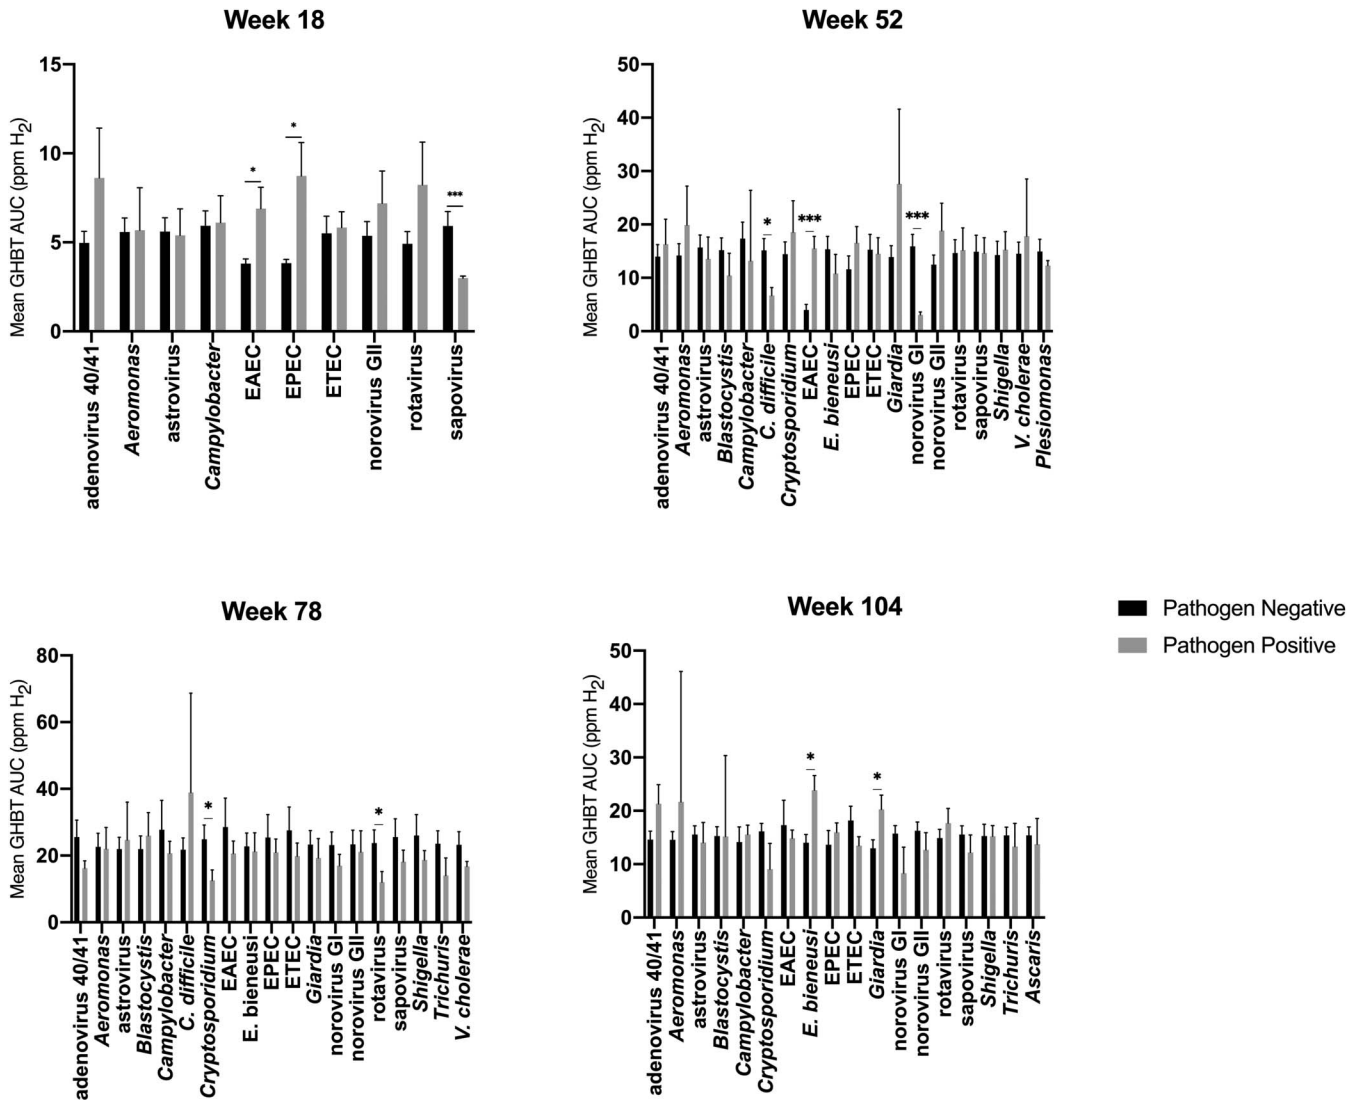 Week 18
Mean GHBT AUC (ppm H2)
15
10
5
0
*
*
***
adenovirus 40/41
Aeromonas
astrovirus
Campylobacter
EAEC
EPEC
ETEC
norovirus GII
rotavirus
sapovirus
Week 52
Mean GHBT AUC (ppm H2)
50
40
30
20
10
0
*
***
***
adenovirus 40/41
Aeromonas
astrovirus
Blastocystis
Campylobacter
C. difficile
Cryptosporidium
EAEC
E. bieneusi
EPEC
ETEC
Giardia
norovirus GI
norovirus GII
rotavirus
sapovirus
Shigella
V. cholerae
Plesiomonas
Week 78
Mean GHBT AUC (ppm H2)
80
60
40
20
0
*
*
adenovirus 40/41
Aeromonas
astrovirus
Blastocystis
Campylobacter
C. difficile
Cryptosporidium
EAEC
E. bieneusi
EPEC
ETEC
Giardia
norovirus GI
norovirus GII
rotavirus
sapovirus
Shigella
Trichuris
V. cholerae
Week 104
Mean GHBT AUC (ppm H2)
50
40
30
20
10
0
*
*
adenovirus 40/41
Aeromonas
astrovirus
Blastocystis
Campylobacter
Cryptosporidium
EAEC
E. bieneusi
EPEC
ETEC
Giardia
norovirus GI
norovirus GII
rotavirus
sapovirus
Shigella
Trichuris
Ascaris
Pathogen Negative
Pathogen Positive